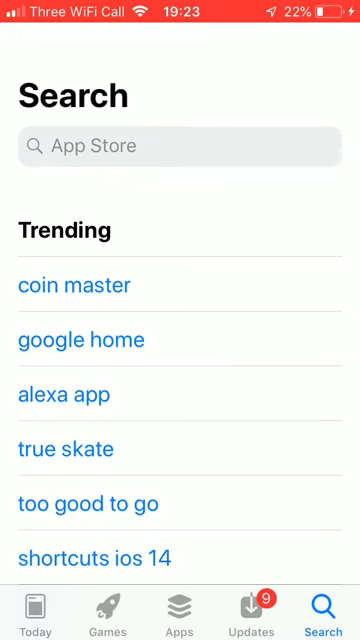 Three WiFi Call 19:23 22%
Search
App Store
Trending
coin master
google home
alexa app
true skate
too good to go
shortcuts ios 14
9
Today Games Apps Updates Search